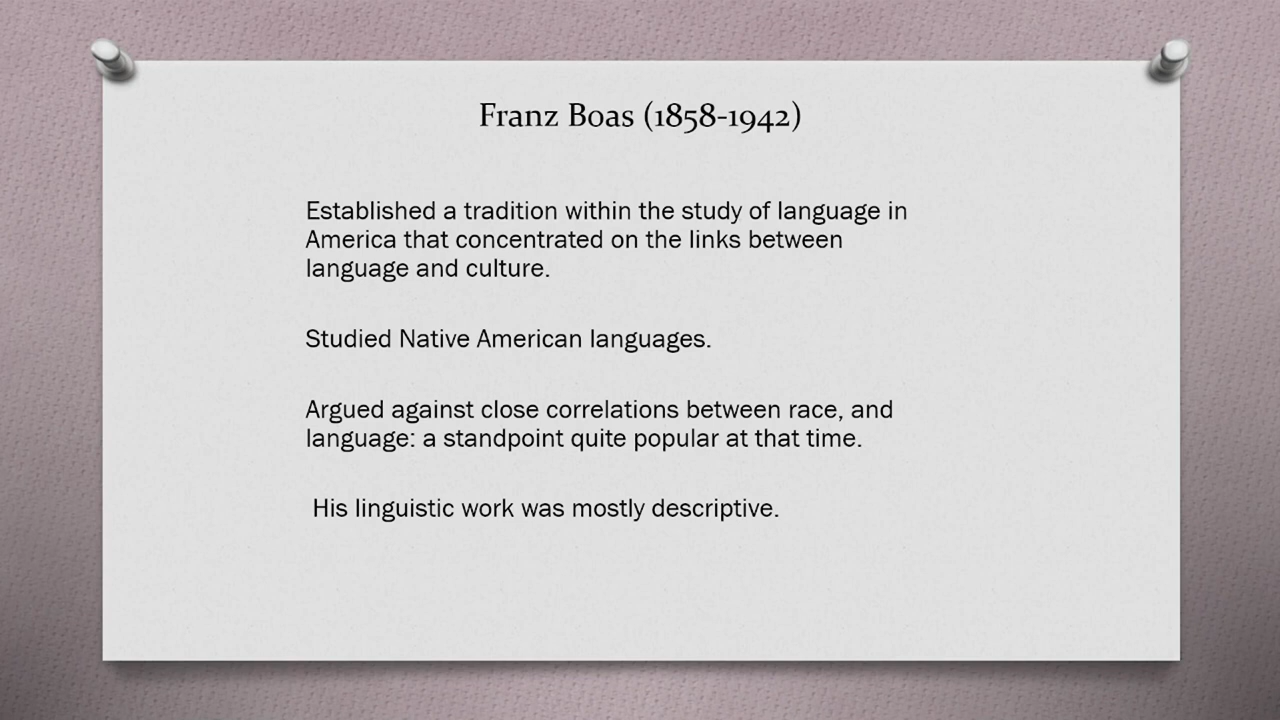 Franz Boas (1858-1942)
Established a tradition within the study of language in
America that concentrated on the links between
language and culture.
Studied Native American languages.
Argued against close correlations between race, and
language: a standpoint quite popular at that time.
His linguistic work was mostly descriptive.